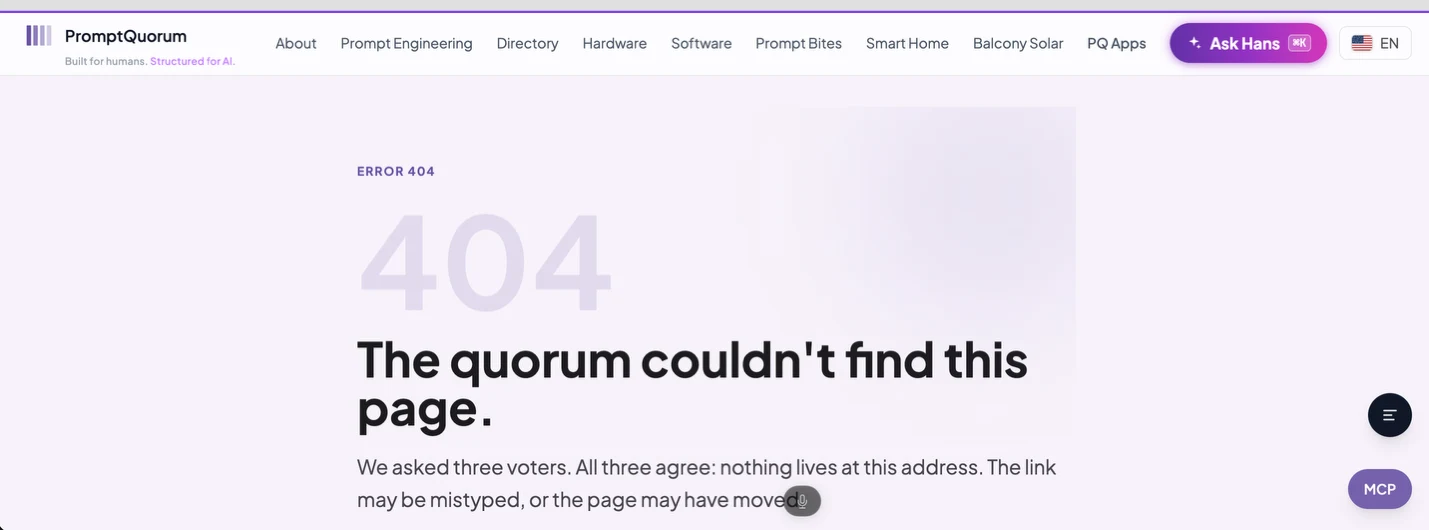 PromptQuorum
Built for humans. Structured for AI.
About Prompt Engineering Directory Hardware Software Prompt Bites Smart Home Balcony Solar PQ Apps Ask Hans ⌘K EN
ERROR 404
404
The quorum couldn't find this
page.
We asked three voters. All three agree: nothing lives at this address. The link
may be mistyped, or the page may have moved.
MCP